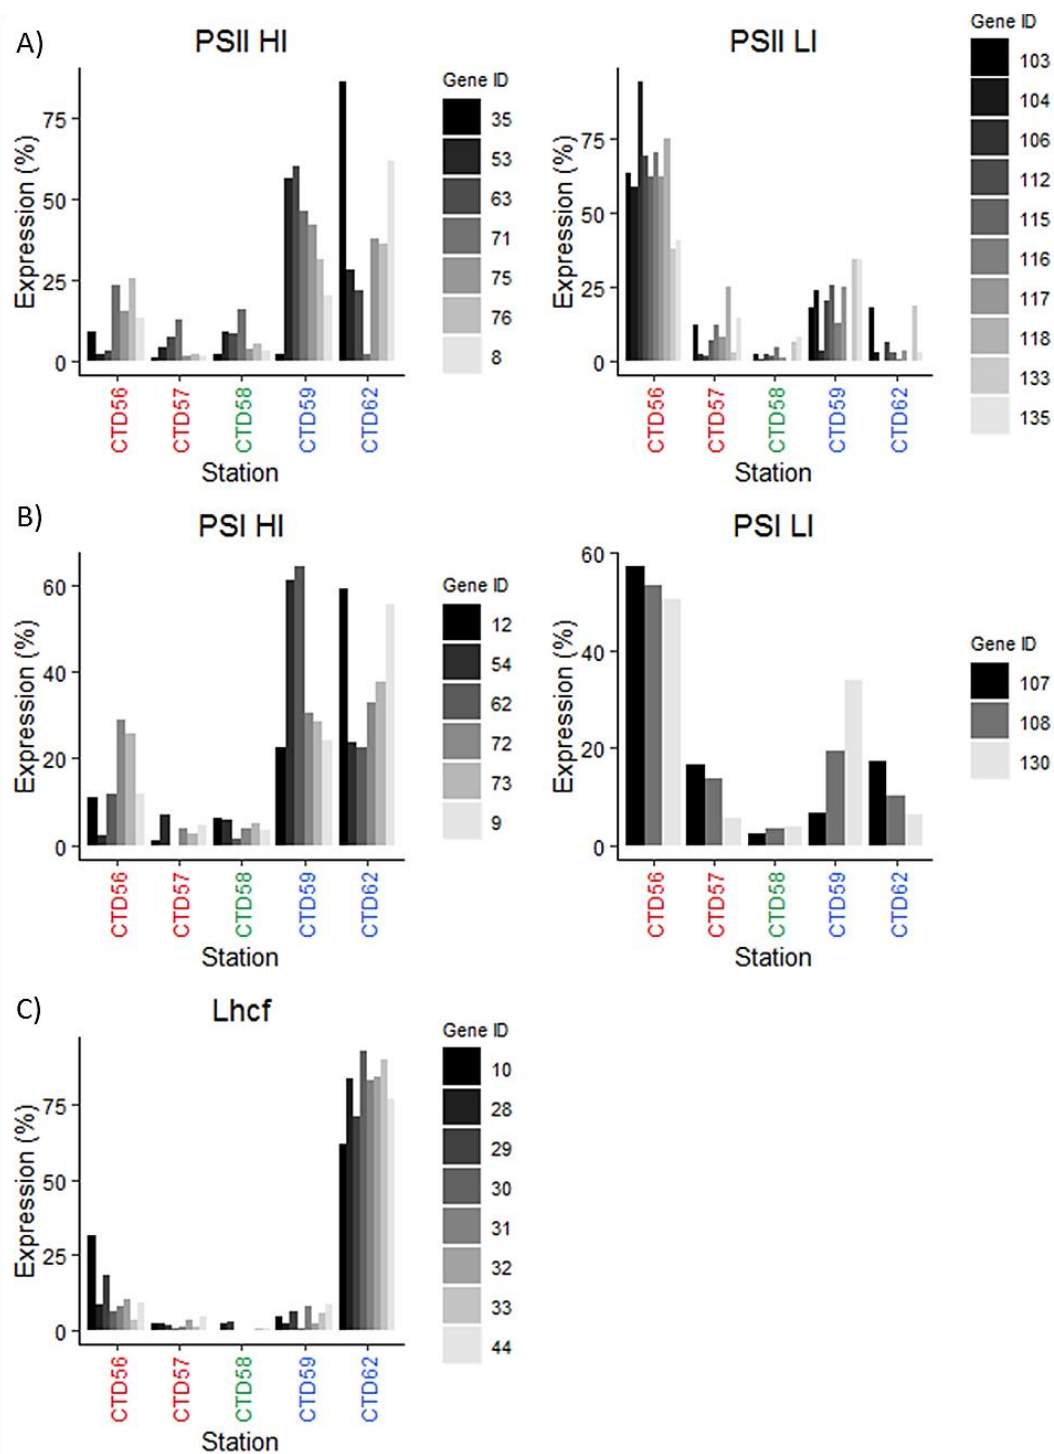 A)
PSII HI
Expression (%)
75
50
25
0
CTD56
CTD57
CTD58
CTD59
CTD62
Station
Gene ID
35
53
63
71
75
76
8
PSII LI
Expression (%)
75
50
25
0
CTD56
CTD57
CTD58
CTD59
CTD62
Station
Gene ID
103
104
106
112
115
116
117
118
133
135
B)
PSI HI
Expression (%)
60
40
20
0
CTD56
CTD57
CTD58
CTD59
CTD62
Station
Gene ID
12
54
62
72
73
9
PSI LI
Expression (%)
60
40
20
0
CTD56
CTD57
CTD58
CTD59
CTD62
Station
Gene ID
107
108
130
C)
Lhcf
Expression (%)
75
50
25
0
CTD56
CTD57
CTD58
CTD59
CTD62
Station
Gene ID
10
28
29
30
31
32
33
44